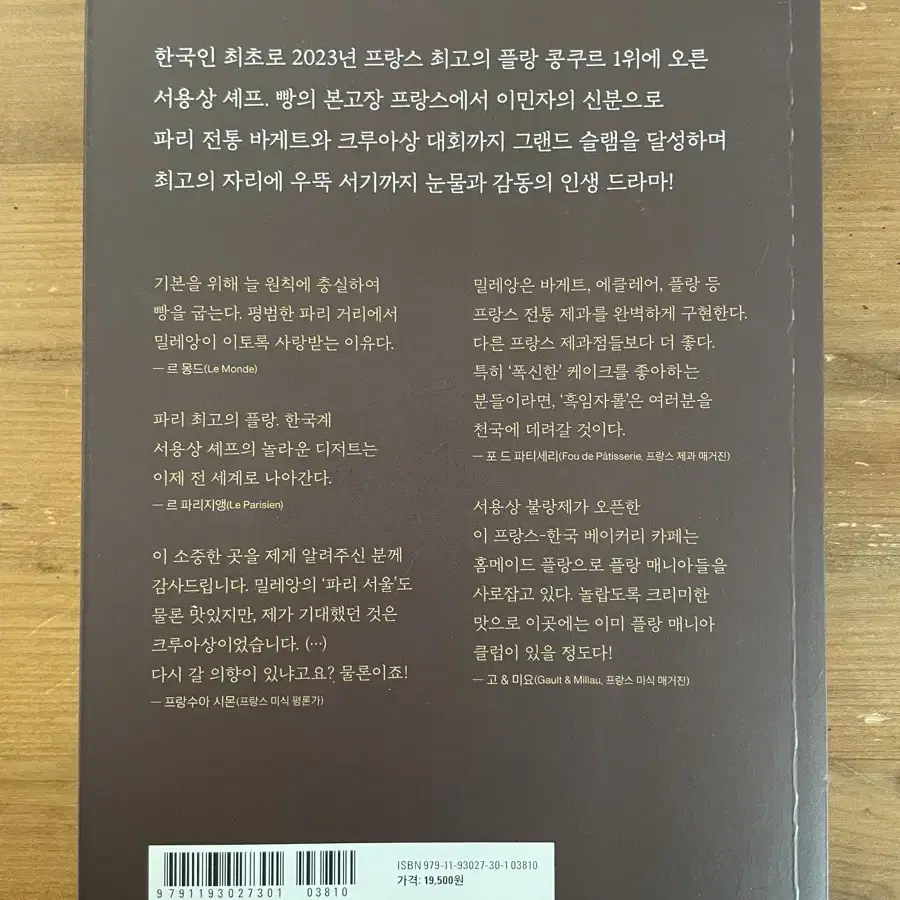 한국인 최초로 2023년 프랑스 최고의 플랑 콩쿠르 1위에 오른
서용상 셰프. 빵의 본고장 프랑스에서 이민자의 신분으로
파리 전통 바게트와 크루아상 대회까지 그랜드 슬램을 달성하며
최고의 자리에 우뚝 서기까지 눈물과 감동의 인생 드라마!
기본을 위해 늘 원칙에 충실하여
빵을 굽는다. 평범한 파리 거리에서
밀레앙이 이토록 사랑받는 이유다.
— 르 몽드(Le Monde)
파리 최고의 플랑. 한국계
서용상 셰프의 놀라운 디저트는
이제 전 세계로 나아간다.
— 르 파리지앵(Le Parisien)
이 소중한 곳을 제게 알려주신 분께
감사드립니다. 밀레앙의 ‘파리 서울’도
물론 맛있지만, 제가 기대했던 것은
크루아상이었습니다. (…)
다시 갈 의향이 있냐고요? 물론이죠!
— 프랑수아 시몽(프랑스 미식 평론가)
밀레앙은 바게트, 에클레어, 플랑 등
프랑스 전통 제과를 완벽하게 구현한다.
다른 프랑스 제과점들보다 더 좋다.
특히 ‘폭신한’ 케이크를 좋아하는
분들이라면, ‘흑임자롤’은 여러분을
천국에 데려갈 것이다.
— 포 드 파티세리(Fou de Pâtisserie, 프랑스 제과 매거진)
서용상 불랑제가 오픈한
이 프랑스-한국 베이커리 카페는
홈메이드 플랑으로 플랑 매니아들을
사로잡고 있다. 놀랍도록 크리미한
맛으로 이곳에는 이미 플랑 매니아
클럽이 있을 정도다!
— 고 & 미요(Gault & Millau, 프랑스 미식 매거진)
ISBN 979-11-93027-30-1 03810
가격: 19,500원
9 791193 027301
03810